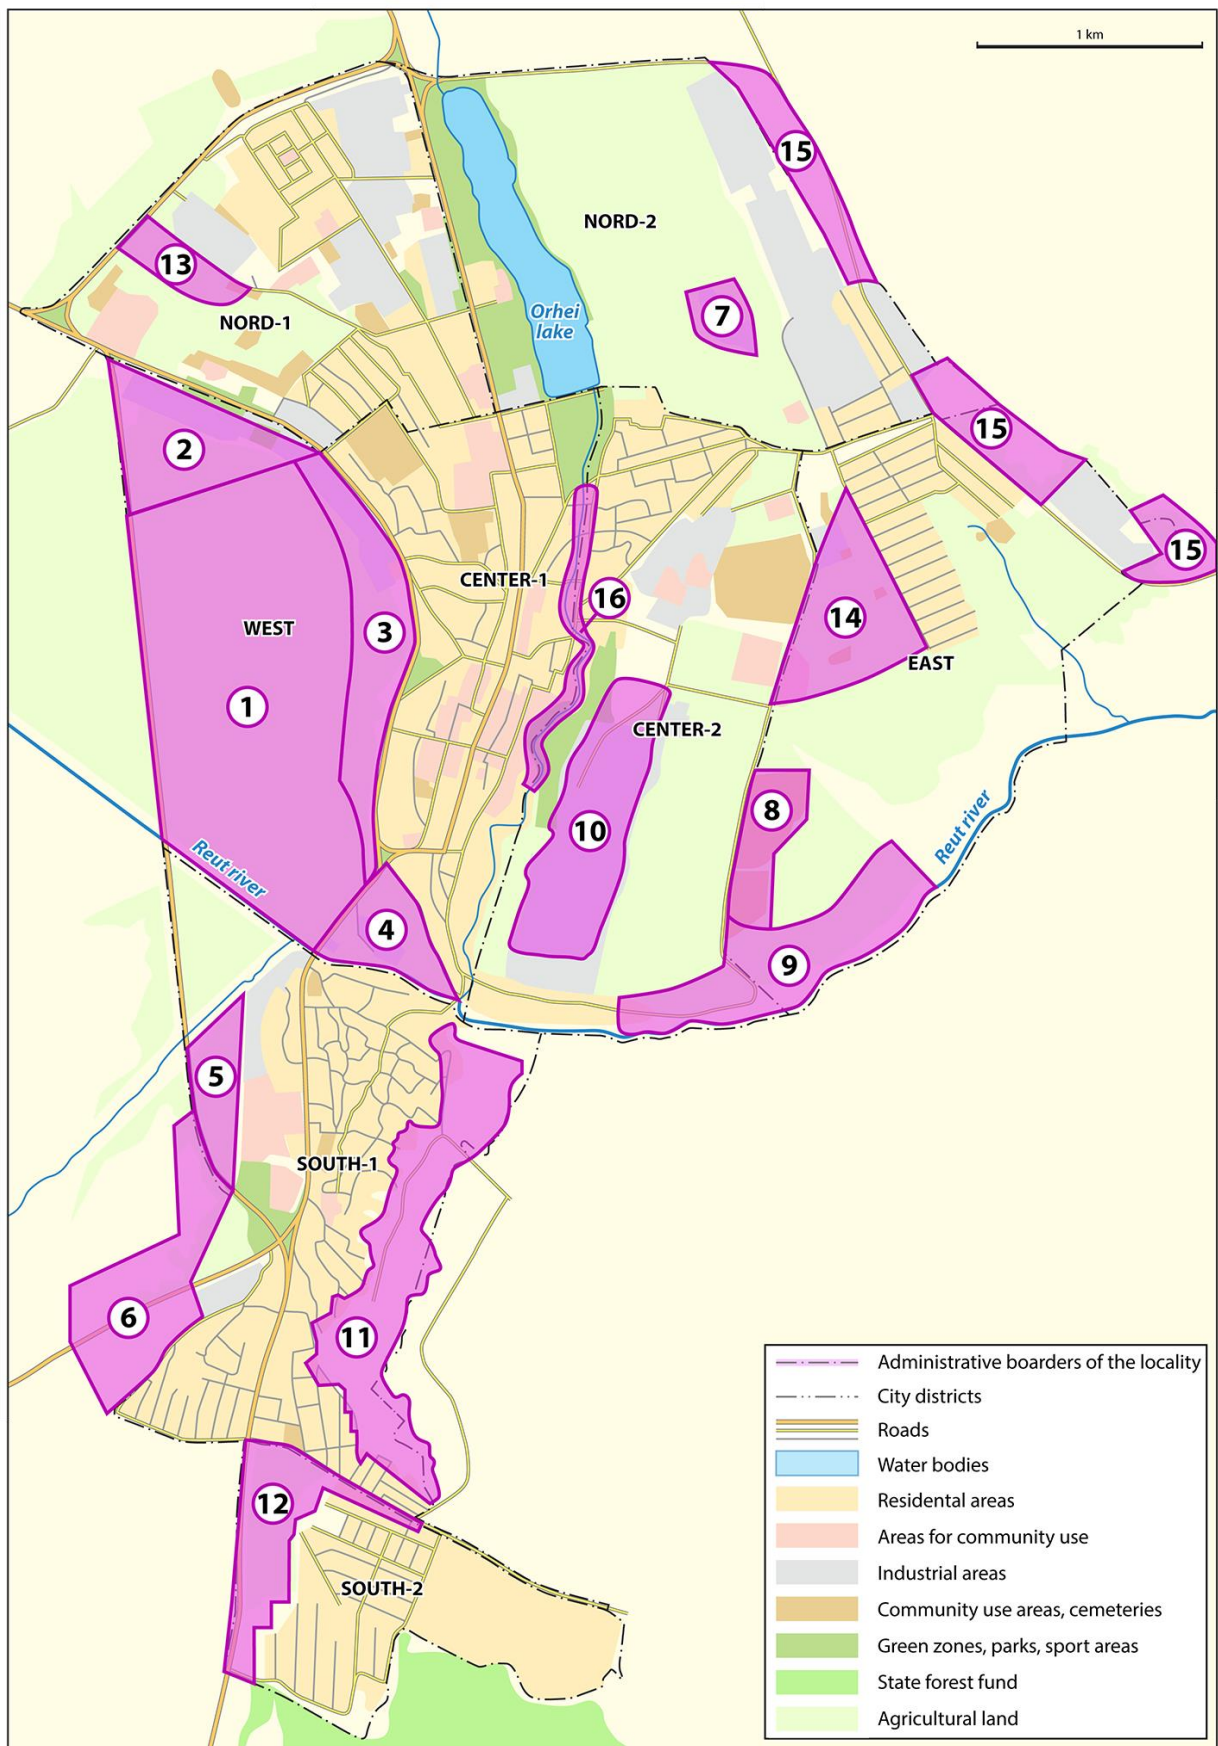 1 km
15
NORD-2
13
7
Orhei
lake
NORD-1
15
2
15
CENTER-1
16
14
WEST
3
EAST
1
CENTER-2
8
10
Reut river
Reut river
4
9
5
SOUTH-1
6
11
12
SOUTH-2
Administrative boarders of the locality
City districts
Roads
Water bodies
Residental areas
Areas for community use
Industrial areas
Community use areas, cemeteries
Green zones, parks, sport areas
State forest fund
Agricultural land